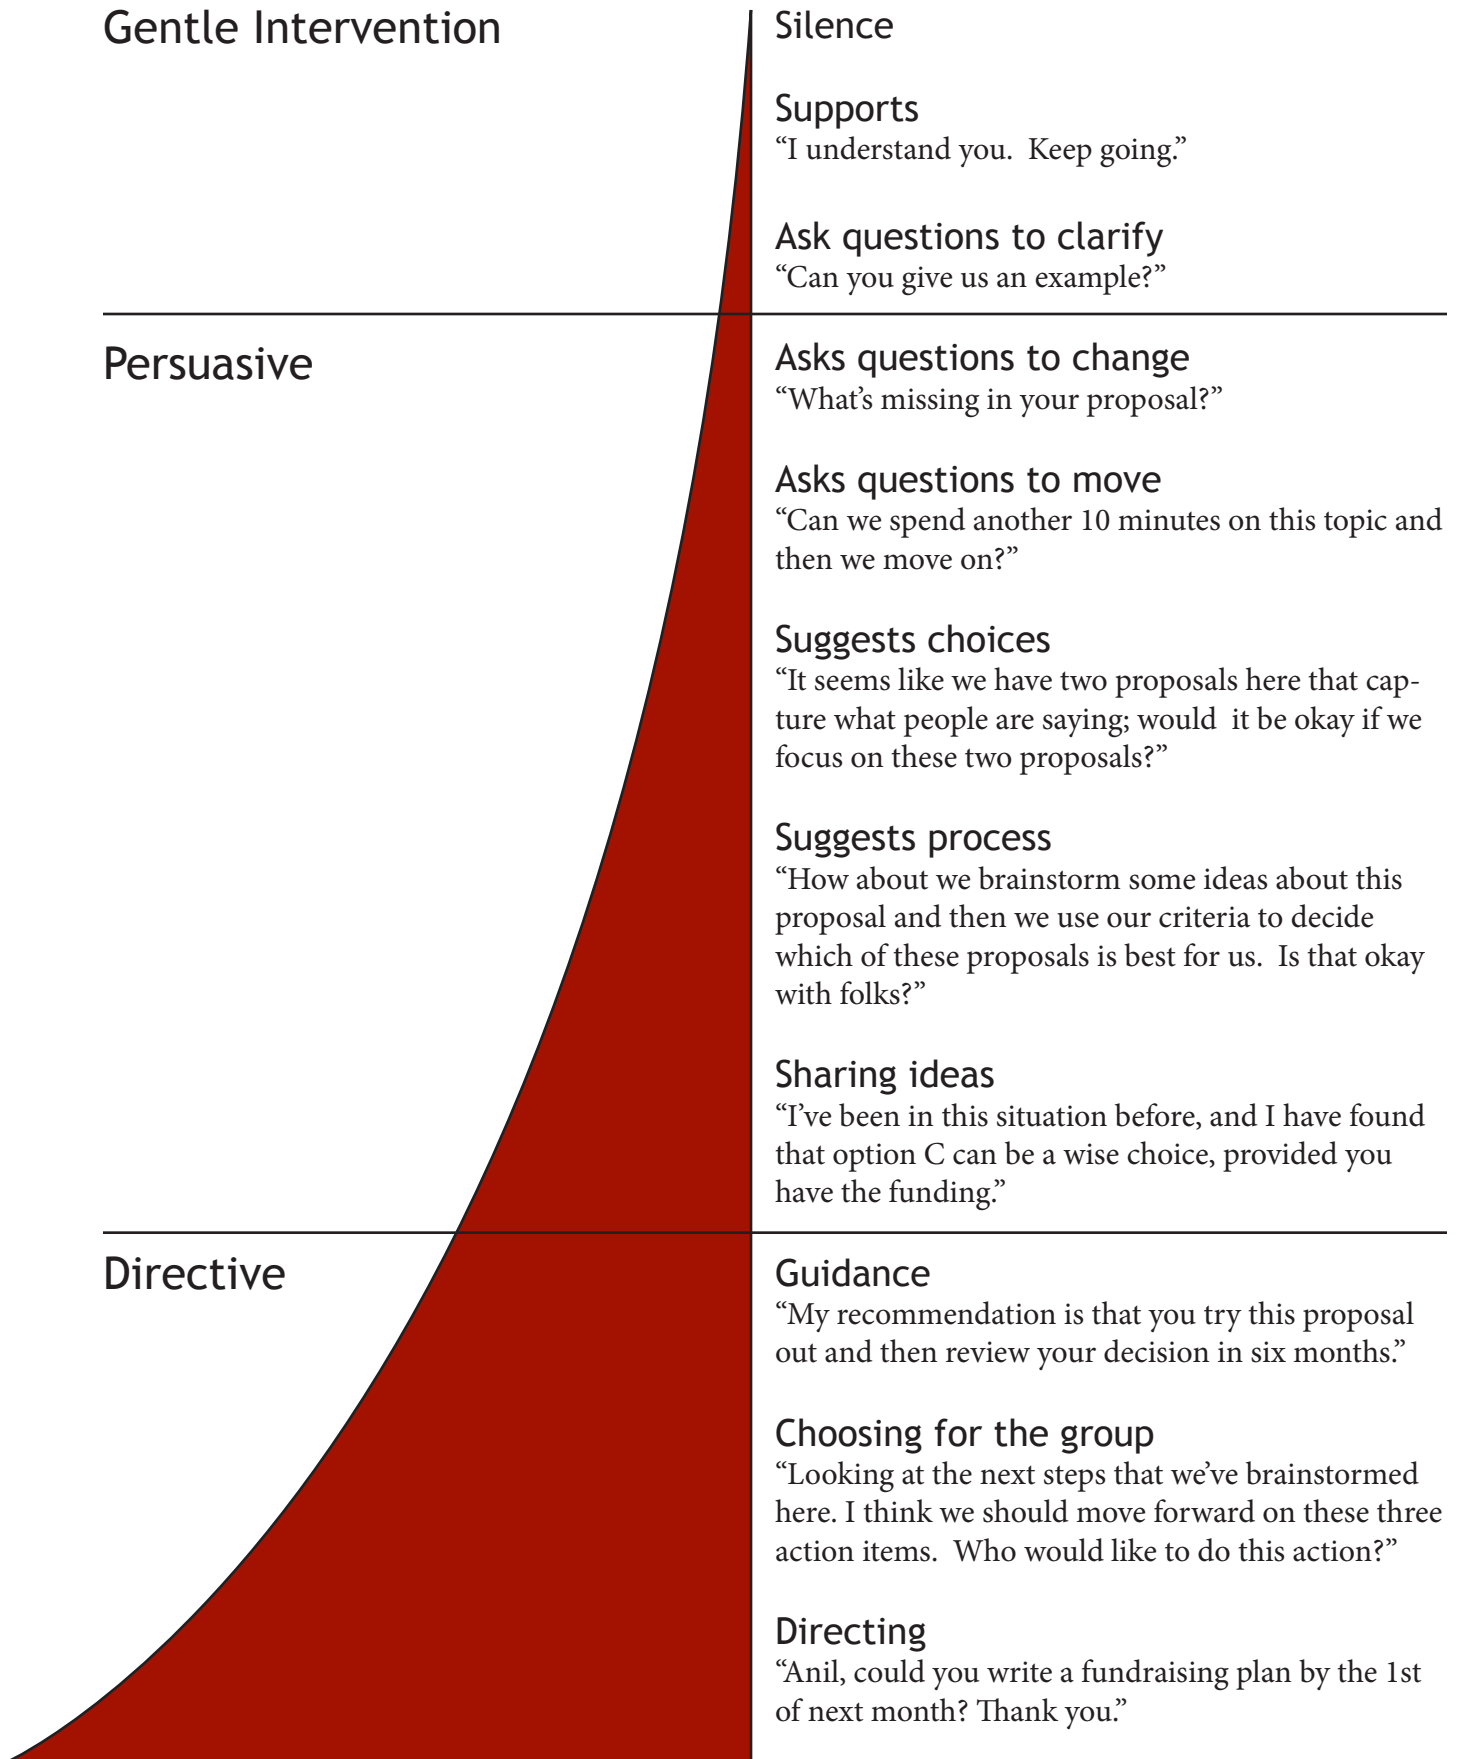 Gentle Intervention
Silence
Supports
“I understand you.  Keep going.”
Ask questions to clarify
“Can you give us an example?”
Persuasive
Asks questions to change
“What’s missing in your proposal?”
Asks questions to move
“Can we spend another 10 minutes on this topic and
then we move on?”
Suggests choices
“It seems like we have two proposals here that cap-
ture what people are saying; would  it be okay if we
focus on these two proposals?”
Suggests process
“How about we brainstorm some ideas about this
proposal and then we use our criteria to decide
which of these proposals is best for us.  Is that okay
with folks?”
Sharing ideas
“I’ve been in this situation before, and I have found
that option C can be a wise choice, provided you
have the funding.”
Directive
Guidance
“My recommendation is that you try this proposal
out and then review your decision in six months.”
Choosing for the group
“Looking at the next steps that we’ve brainstormed
here. I think we should move forward on these three
action items.  Who would like to do this action?”
Directing
“Anil, could you write a fundraising plan by the 1st
of next month? Thank you.”